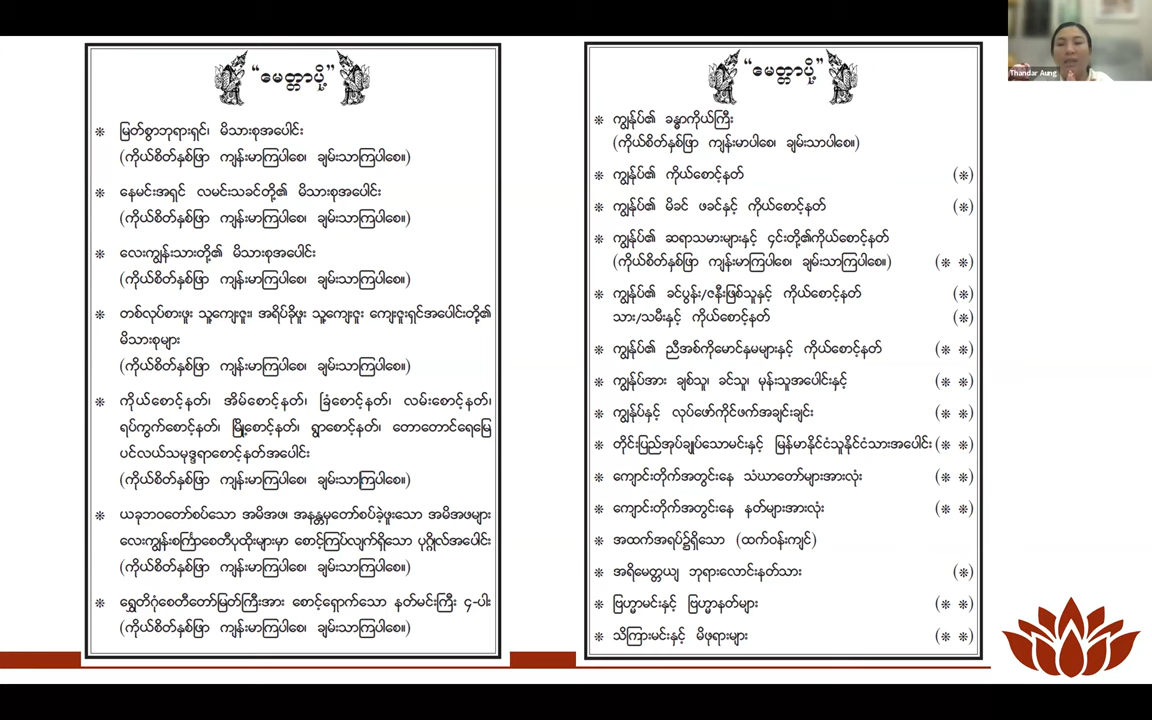 “မေတ္တာပို့”
※ မြတ်စွာဘုရားရှင်၊ မိသားစုအပေါင်း
(ကိုယ်စိတ်နှစ်ဖြာ ကျန်းမာကြပါစေ၊ ချမ်းသာကြပါစေ။)
※ နေမင်းအရှင် လမင်းသခင်တို့၏ မိသားစုအပေါင်း
(ကိုယ်စိတ်နှစ်ဖြာ ကျန်းမာကြပါစေ၊ ချမ်းသာကြပါစေ။)
※ လေးကျွန်းသားတို့၏ မိသားစုအပေါင်း
(ကိုယ်စိတ်နှစ်ဖြာ ကျန်းမာကြပါစေ၊ ချမ်းသာကြပါစေ။)
※ တစ်လုပ်စားဖူး သူ့ကျေးဇူး၊ အရိပ်ခိုဖူး သူ့ကျေးဇူး ကျေးဇူးရှင်အပေါင်းတို့၏
မိသားစုများ
(ကိုယ်စိတ်နှစ်ဖြာ ကျန်းမာကြပါစေ၊ ချမ်းသာကြပါစေ။)
※ ကိုယ်စောင့်နတ်၊ အိမ်စောင့်နတ်၊ ခြံစောင့်နတ်၊ လမ်းစောင့်နတ်၊
ရပ်ကွက်စောင့်နတ်၊ မြို့စောင့်နတ်၊ ရွာစောင့်နတ်၊ တောတောင်ရေမြေ
ပင်လယ်သမုဒ္ဒရာစောင့်နတ်အပေါင်း
(ကိုယ်စိတ်နှစ်ဖြာ ကျန်းမာကြပါစေ၊ ချမ်းသာကြပါစေ။)
※ ယခုဘဝတော်စပ်သော အမိအဖ၊ အနန္တမှတော်စပ်ခဲ့ဖူးသော အမိအဖများ
လေးကျွန်းစင်္ကြာစေတီပုထိုးများမှာ စောင့်ကြပ်လျက်ရှိသော ပုဂ္ဂိုလ်အပေါင်း
(ကိုယ်စိတ်နှစ်ဖြာ ကျန်းမာကြပါစေ၊ ချမ်းသာကြပါစေ။)
※ ရွှေတိဂုံစေတီတော်မြတ်ကြီးအား စောင့်ရှောက်သော နတ်မင်းကြီး ၄-ပါး
(ကိုယ်စိတ်နှစ်ဖြာ ကျန်းမာကြပါစေ၊ ချမ်းသာကြပါစေ။)
“မေတ္တာပို့”
※ ကျွန်ုပ်၏ ခန္ဓာကိုယ်ကြီး
(ကိုယ်စိတ်နှစ်ဖြာ ကျန်းမာပါစေ၊ ချမ်းသာပါစေ။)
※ ကျွန်ုပ်၏ ကိုယ်စောင့်နတ် (※)
※ ကျွန်ုပ်၏ မိခင် ဖခင်နှင့် ကိုယ်စောင့်နတ် (※)
※ ကျွန်ုပ်၏ ဆရာသမားများနှင့် ၎င်းတို့၏ကိုယ်စောင့်နတ်
(ကိုယ်စိတ်နှစ်ဖြာ ကျန်းမာကြပါစေ၊ ချမ်းသာကြပါစေ။) (※ ※)
※ ကျွန်ုပ်၏ ခင်ပွန်း/ဇနီးဖြစ်သူနှင့် ကိုယ်စောင့်နတ် (※)
သား/သမီးနှင့် ကိုယ်စောင့်နတ် (※)
※ ကျွန်ုပ်၏ ညီအစ်ကိုမောင်နှမများနှင့် ကိုယ်စောင့်နတ် (※ ※)
※ ကျွန်ုပ်အား ချစ်သူ၊ ခင်သူ၊ မုန်းသူအပေါင်းနှင့် (※ ※)
※ ကျွန်ုပ်နှင့် လုပ်ဖော်ကိုင်ဖက်အချင်းချင်း (※ ※)
※ တိုင်းပြည်အုပ်ချုပ်သောမင်းနှင့် မြန်မာနိုင်ငံသူနိုင်ငံသားအပေါင်း (※ ※)
※ ကျောင်းတိုက်အတွင်းနေ သံဃာတော်များအားလုံး (※ ※)
※ ကျောင်းတိုက်အတွင်းနေ နတ်များအားလုံး (※ ※)
※ အထက်အရပ်၌ရှိသော (ထက်ဝန်းကျင်)
※ အရိမေတ္တယျ ဘုရားလောင်းနတ်သား (※)
※ ဗြဟ္မာမင်းနှင့် ဗြဟ္မာနတ်များ (※ ※)
※ သိကြားမင်းနှင့် မိဖုရားများ (※ ※)
Thandar Aung